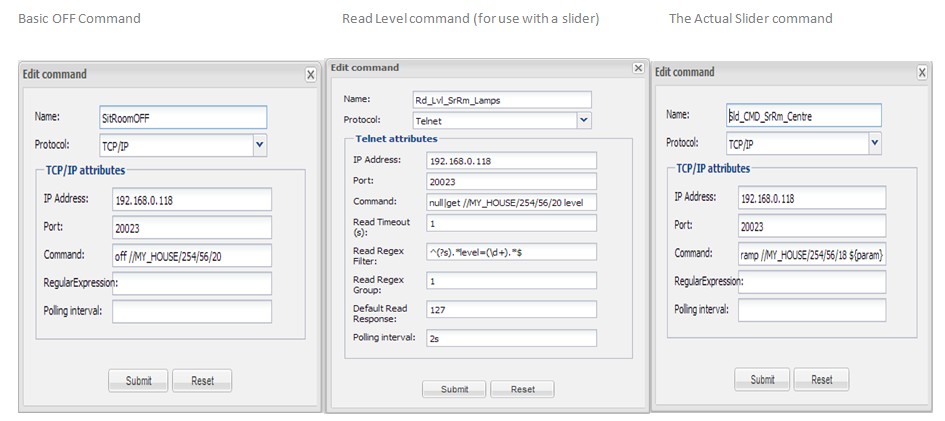 Basic OFF Command
Read Level command (for use with a slider)
The Actual Slider command
Edit command
Name: SitRoomOFF
Protocol: TCP/IP
TCP/IP attributes
IP Address: 192.168.0.118
Port: 20023
Command: off //MY_HOUSE/254/56/20
RegularExpression:
Polling interval:
Submit Reset
Edit command
Name: Rd_Lvl_SrRm_Lamps
Protocol: Telnet
Telnet attributes
IP Address: 192.168.0.118
Port: 20023
Command: null|get //MY_HOUSE/254/56/20 level
Read Timeout
(s): 1
Read Regex
Filter: ^(?s).*level=(\d+).*$
Read Regex
Group: 1
Default Read
Response: 127
Polling interval: 2s
Submit Reset
Edit command
Name: Sld_CMD_SrRm_Centre
Protocol: TCP/IP
TCP/IP attributes
IP Address: 192.168.0.118
Port: 20023
Command: ramp //MY_HOUSE/254/56/18 ${param}
RegularExpression:
Polling interval:
Submit Reset